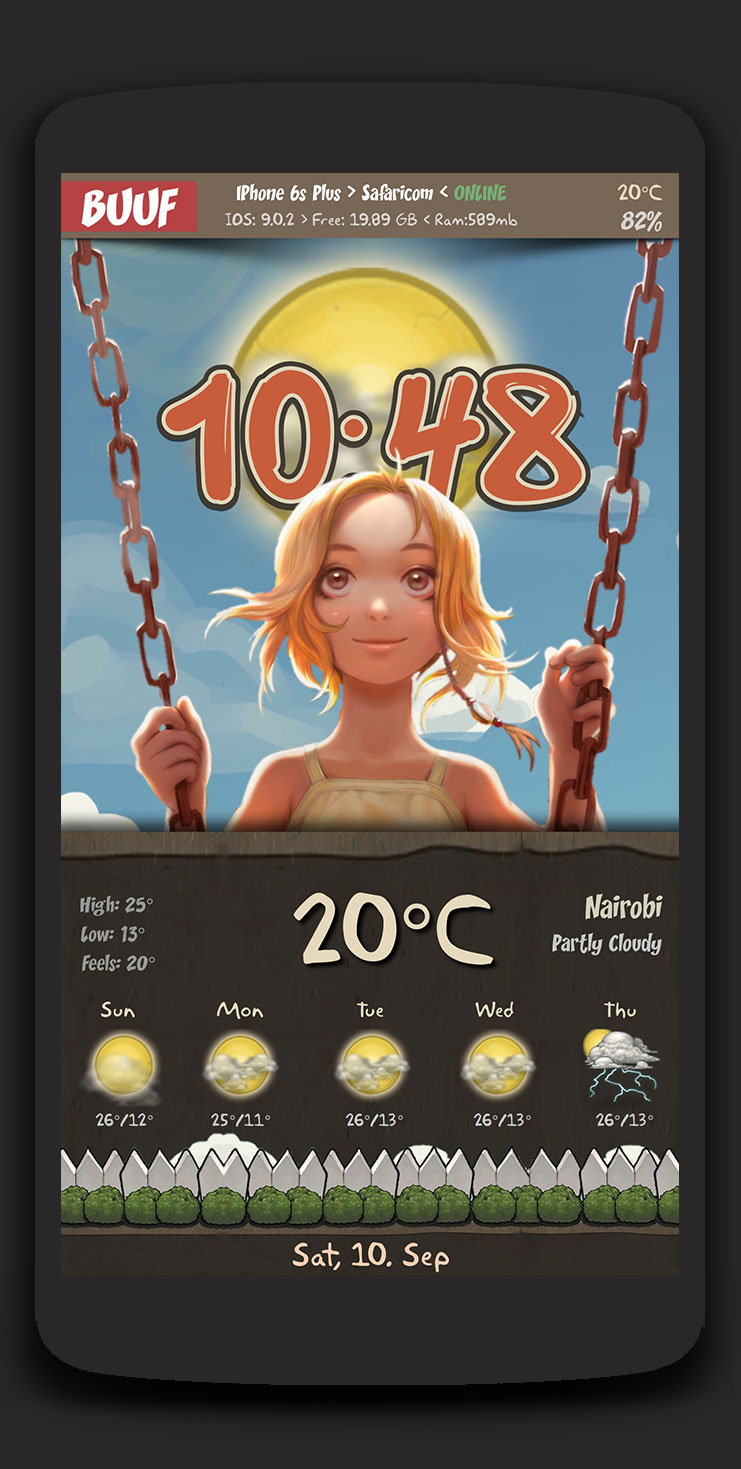 BUUF
IPhone 6s Plus > Safaricom < ONLINE
IOS: 9.0.2 > Free: 19.89 GB < Ram:589mb
20°C
82%
10:48
High: 25°
Low: 13°
Feels: 20°
20°C
Nairobi
Partly Cloudy
Sun Mon Tue Wed Thu
26°/12° 25°/11° 26°/13° 26°/13° 26°/13°
Sat, 10. Sep